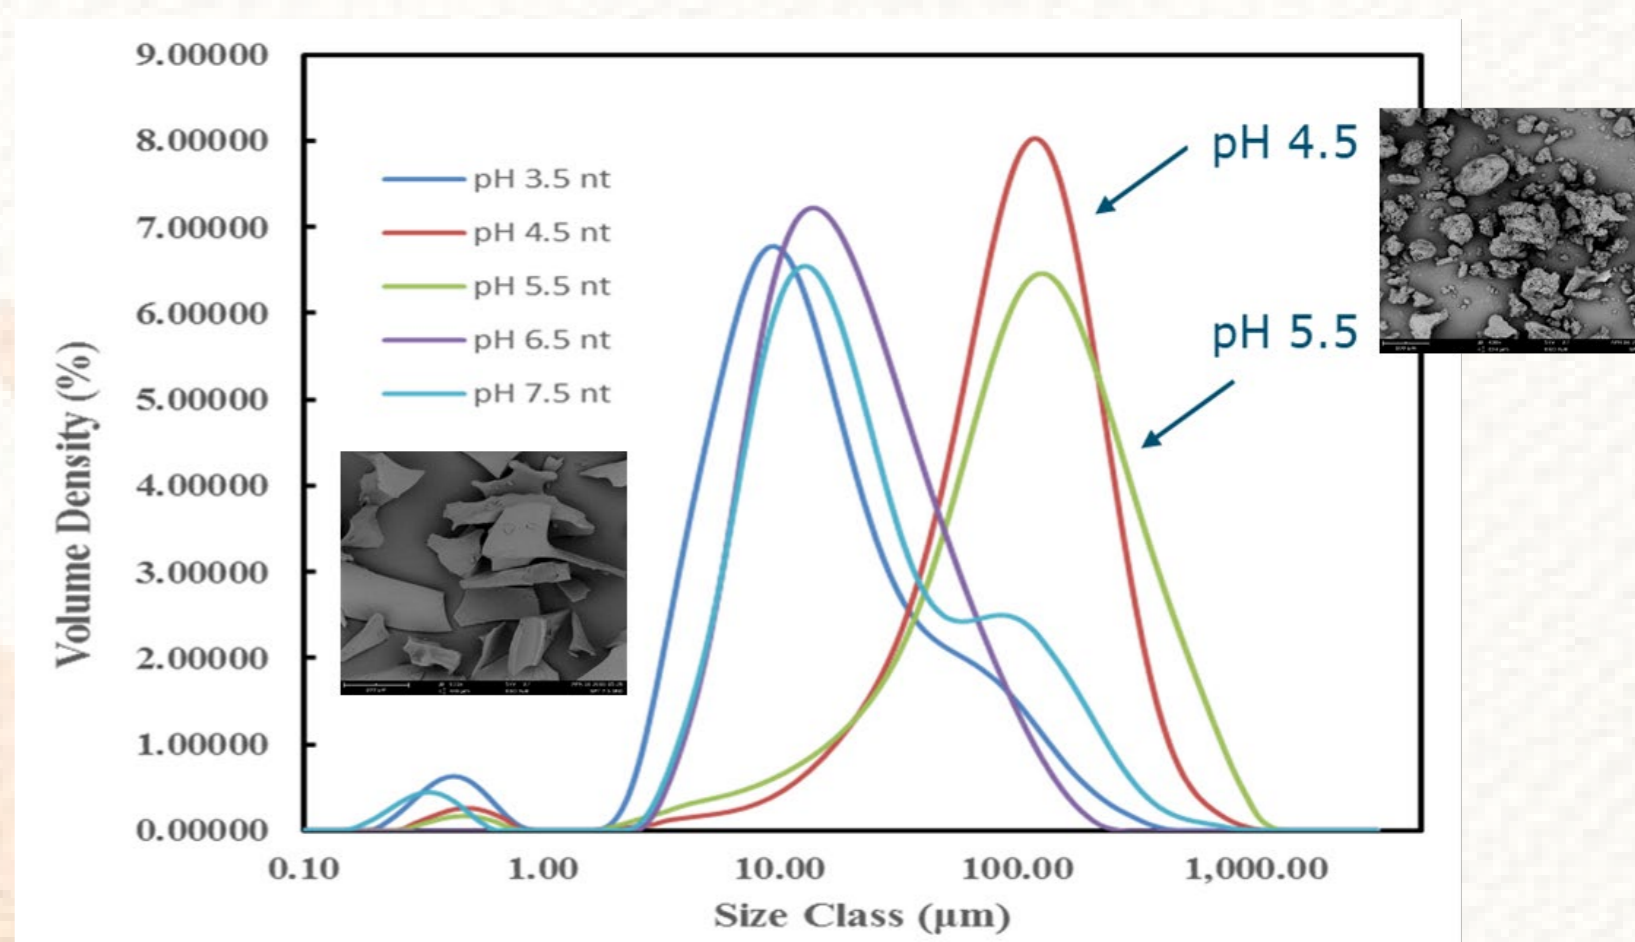 9.00000
8.00000
7.00000
6.00000
5.00000
4.00000
3.00000
2.00000
1.00000
0.00000
Volume Density (%)
pH 3.5 nt
pH 4.5 nt
pH 5.5 nt
pH 6.5 nt
pH 7.5 nt
pH 4.5
pH 5.5
0.10 1.00 10.00 100.00 1,000.00
Size Class (μm)